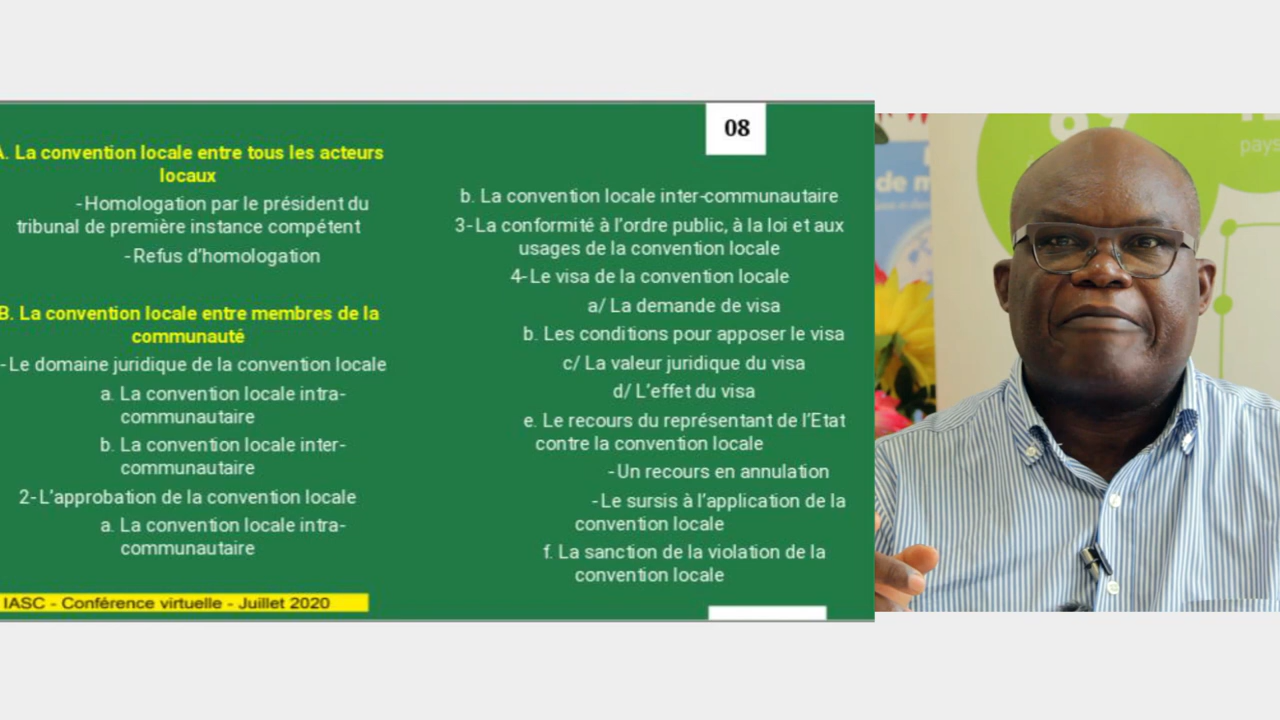 A. La convention locale entre tous les acteurs
locaux
-Homologation par le président du
tribunal de première instance compétent
-Refus d'homologation
B. La convention locale entre membres de la
communauté
-Le domaine juridique de la convention locale
a. La convention locale intra-
communautaire
b. La convention locale inter-
communautaire
2-L'approbation de la convention locale
a. La convention locale intra-
communautaire
IASC - Conférence virtuelle - Juillet 2020
08
b. La convention locale inter-communautaire
3-La conformité à l'ordre public, à la loi et aux
usages de la convention locale
4-Le visa de la convention locale
a/ La demande de visa
b. Les conditions pour apposer le visa
c/ La valeur juridique du visa
d/ L'effet du visa
e. Le recours du représentant de l'Etat
contre la convention locale
-Un recours en annulation
-Le sursis à l'application de la
convention locale
f. La sanction de la violation de la
convention locale
pays
de m